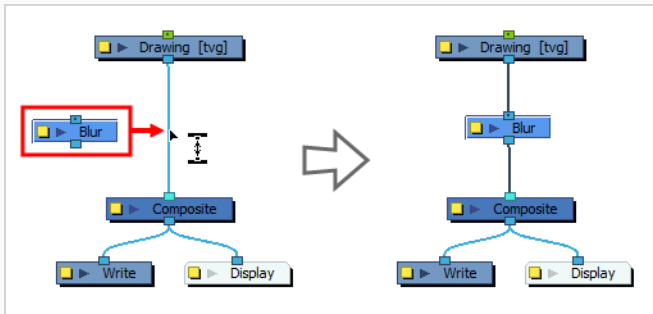 Drawing [tvg]
Blur
Composite
Write
Display
Drawing [tvg]
Blur
Composite
Write
Display